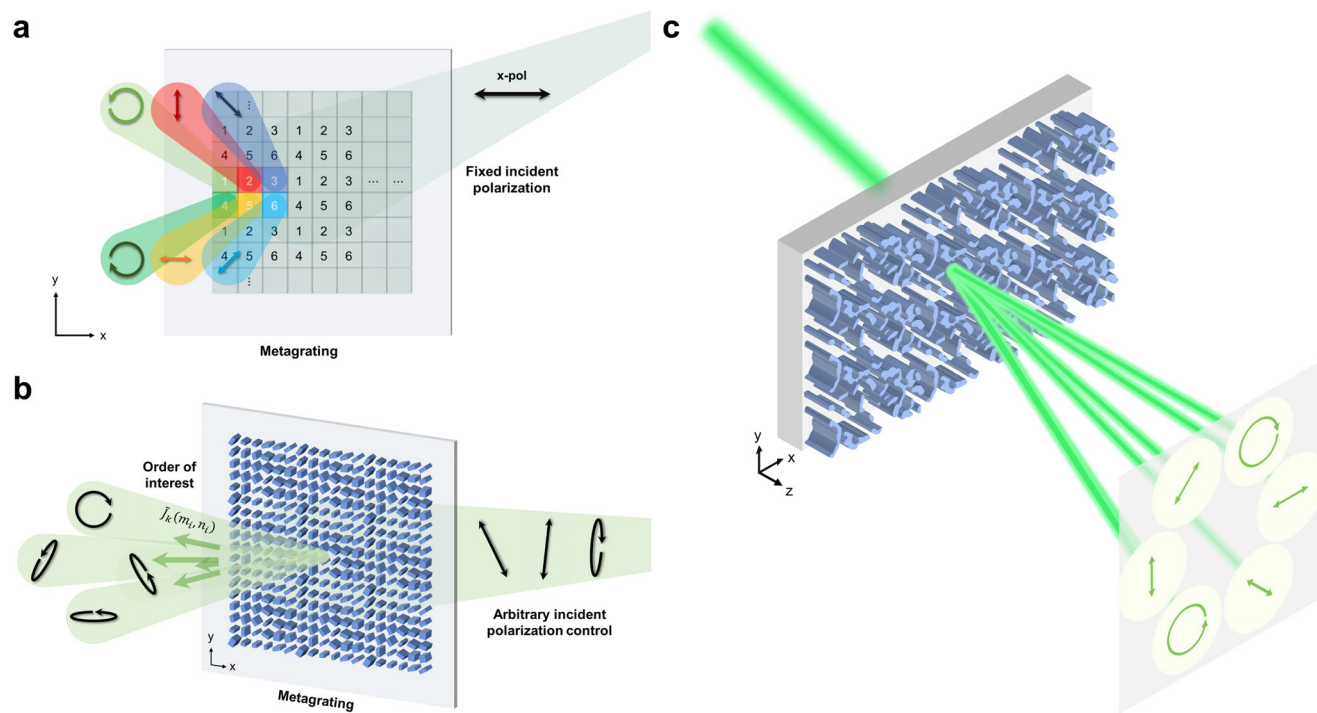 a
x-pol
Fixed incident
polarization
⋮
1 2 3 1 2 3
4 5 6 4 5 6
1 2 3 1 2 3 ... ...
4 5 6 4 5 6
1 2 3 1 2 3
4 5 6 4 5 6
⋮
y
x
Metagrating
b
Order of
interest
J̃ₖ(mᵢ,nᵢ)
Arbitrary incident
polarization control
y
x
Metagrating
c
y
x
z